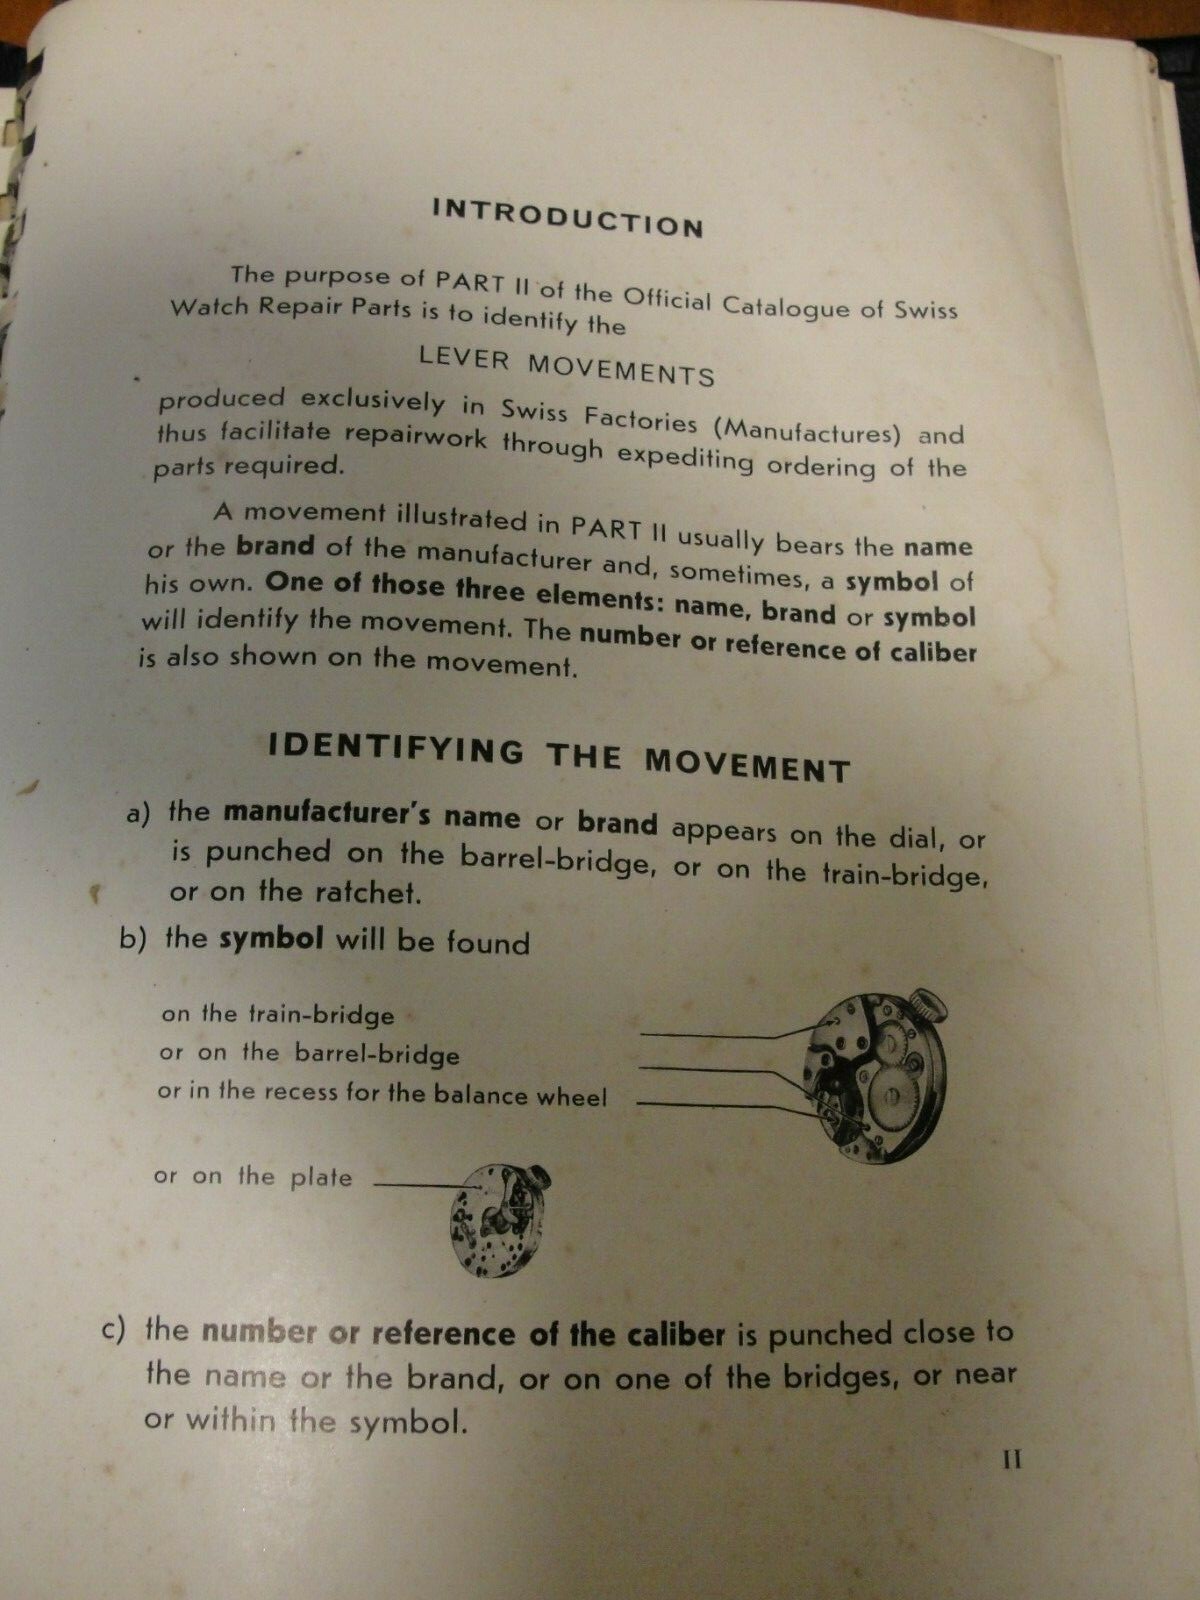 INTRODUCTION
The purpose of PART II of the Official Catalogue of Swiss
Watch Repair Parts is to identify the
LEVER MOVEMENTS
produced exclusively in Swiss Factories (Manufactures) and
thus facilitate repairwork through expediting ordering of the
parts required.
A movement illustrated in PART II usually bears the name
or the brand of the manufacturer and, sometimes, a symbol of
his own. One of those three elements: name, brand or symbol
will identify the movement. The number or reference of caliber
is also shown on the movement.
IDENTIFYING THE MOVEMENT
a) the manufacturer's name or brand appears on the dial, or
is punched on the barrel-bridge, or on the train-bridge,
or on the ratchet.
b) the symbol will be found
on the train-bridge
or on the barrel-bridge
or in the recess for the balance wheel
or on the plate
c) the number or reference of the caliber is punched close to
the name or the brand, or on one of the bridges, or near
or within the symbol.
II